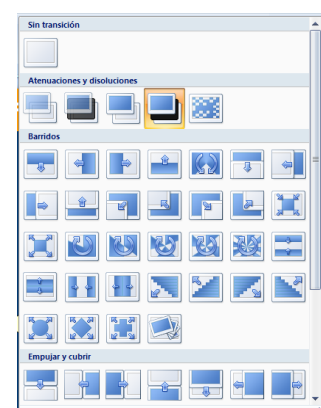 Sin transición
Atenuaciones y disoluciones
Barridos
Empujar y cubrir